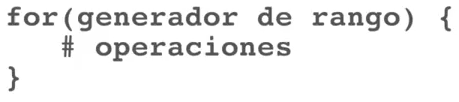 for(generador de rango) {
# operaciones
}